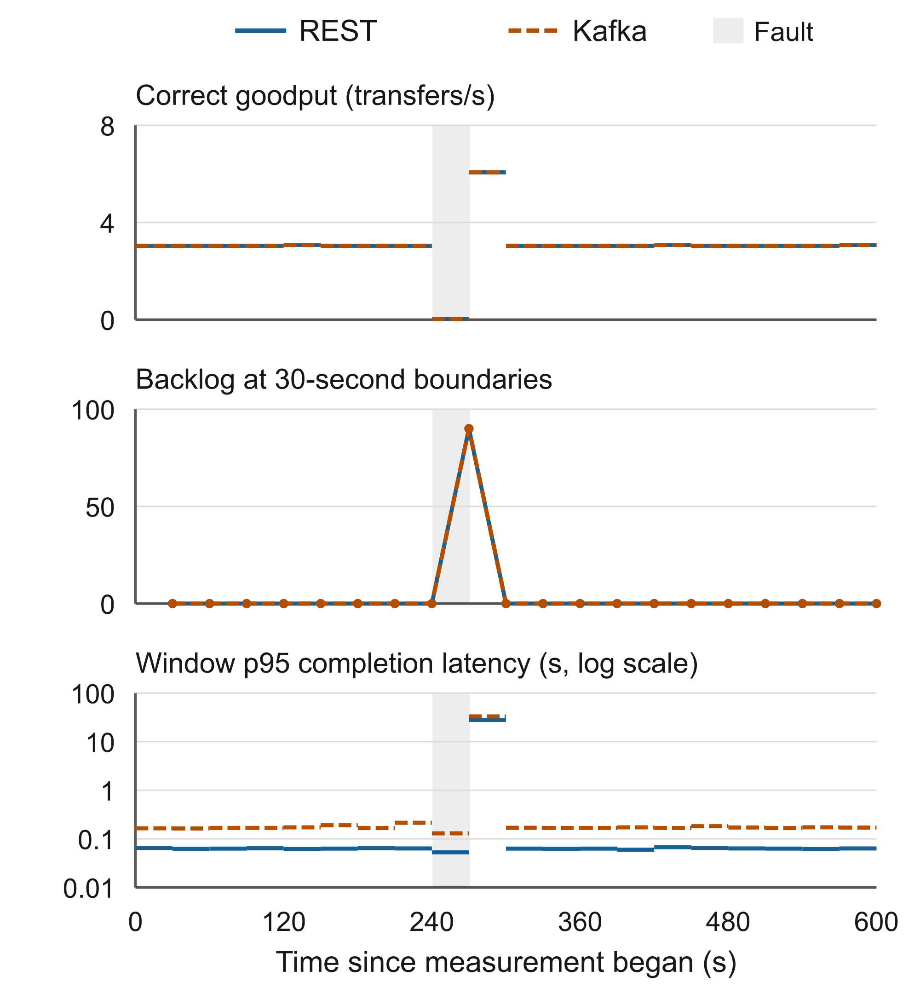 REST Kafka Fault
Correct goodput (transfers/s)
8
4
0
Backlog at 30-second boundaries
100
50
0
Window p95 completion latency (s, log scale)
100
10
1
0.1
0.01
0 120 240 360 480 600
Time since measurement began (s)